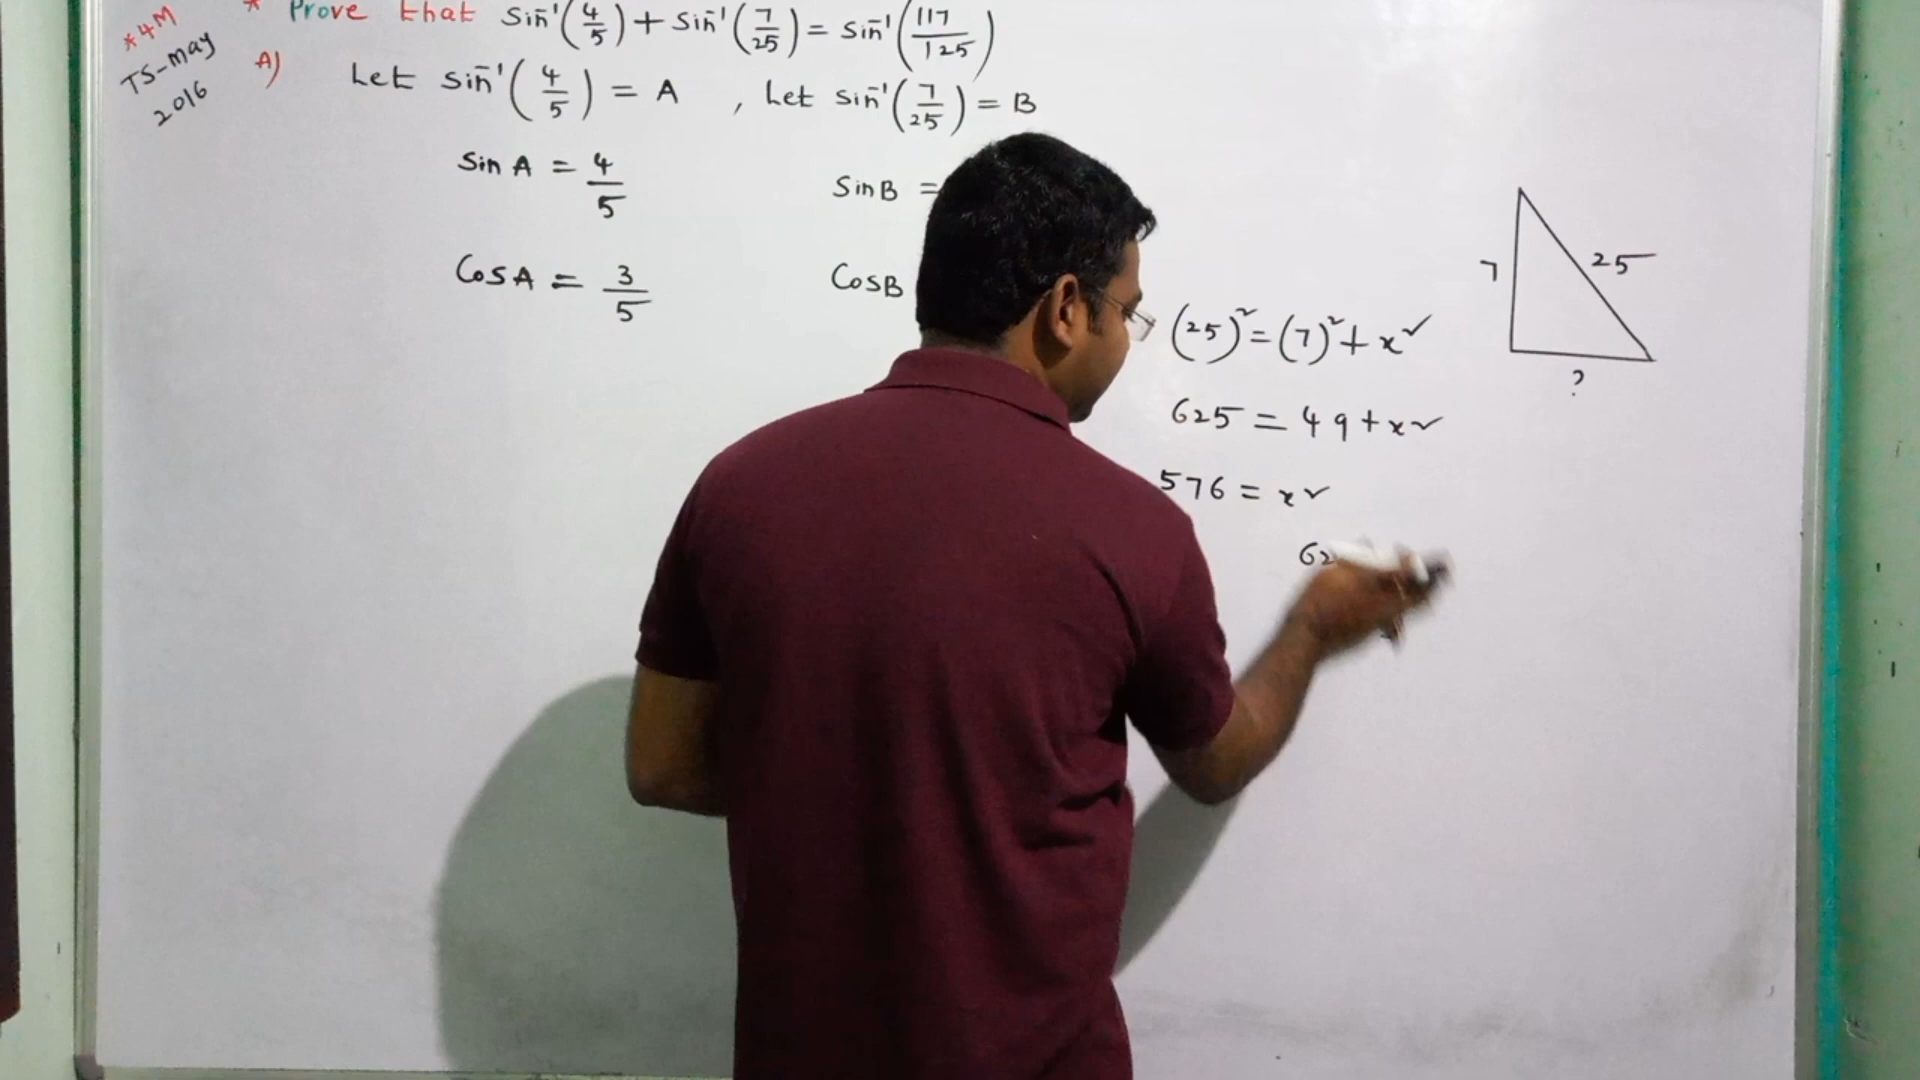 *4M
TS-May
2016
* Prove that Sin⁻¹(4/5) + Sin⁻¹(7/25) = Sin⁻¹(117/125)
A) Let Sin⁻¹(4/5) = A , Let Sin⁻¹(7/25) = B
Sin A = 4/5
Sin B =
Cos A = 3/5
Cos B
7
25
?
(25)² = (7)² + x²
625 = 49 + x²
576 = x²
62